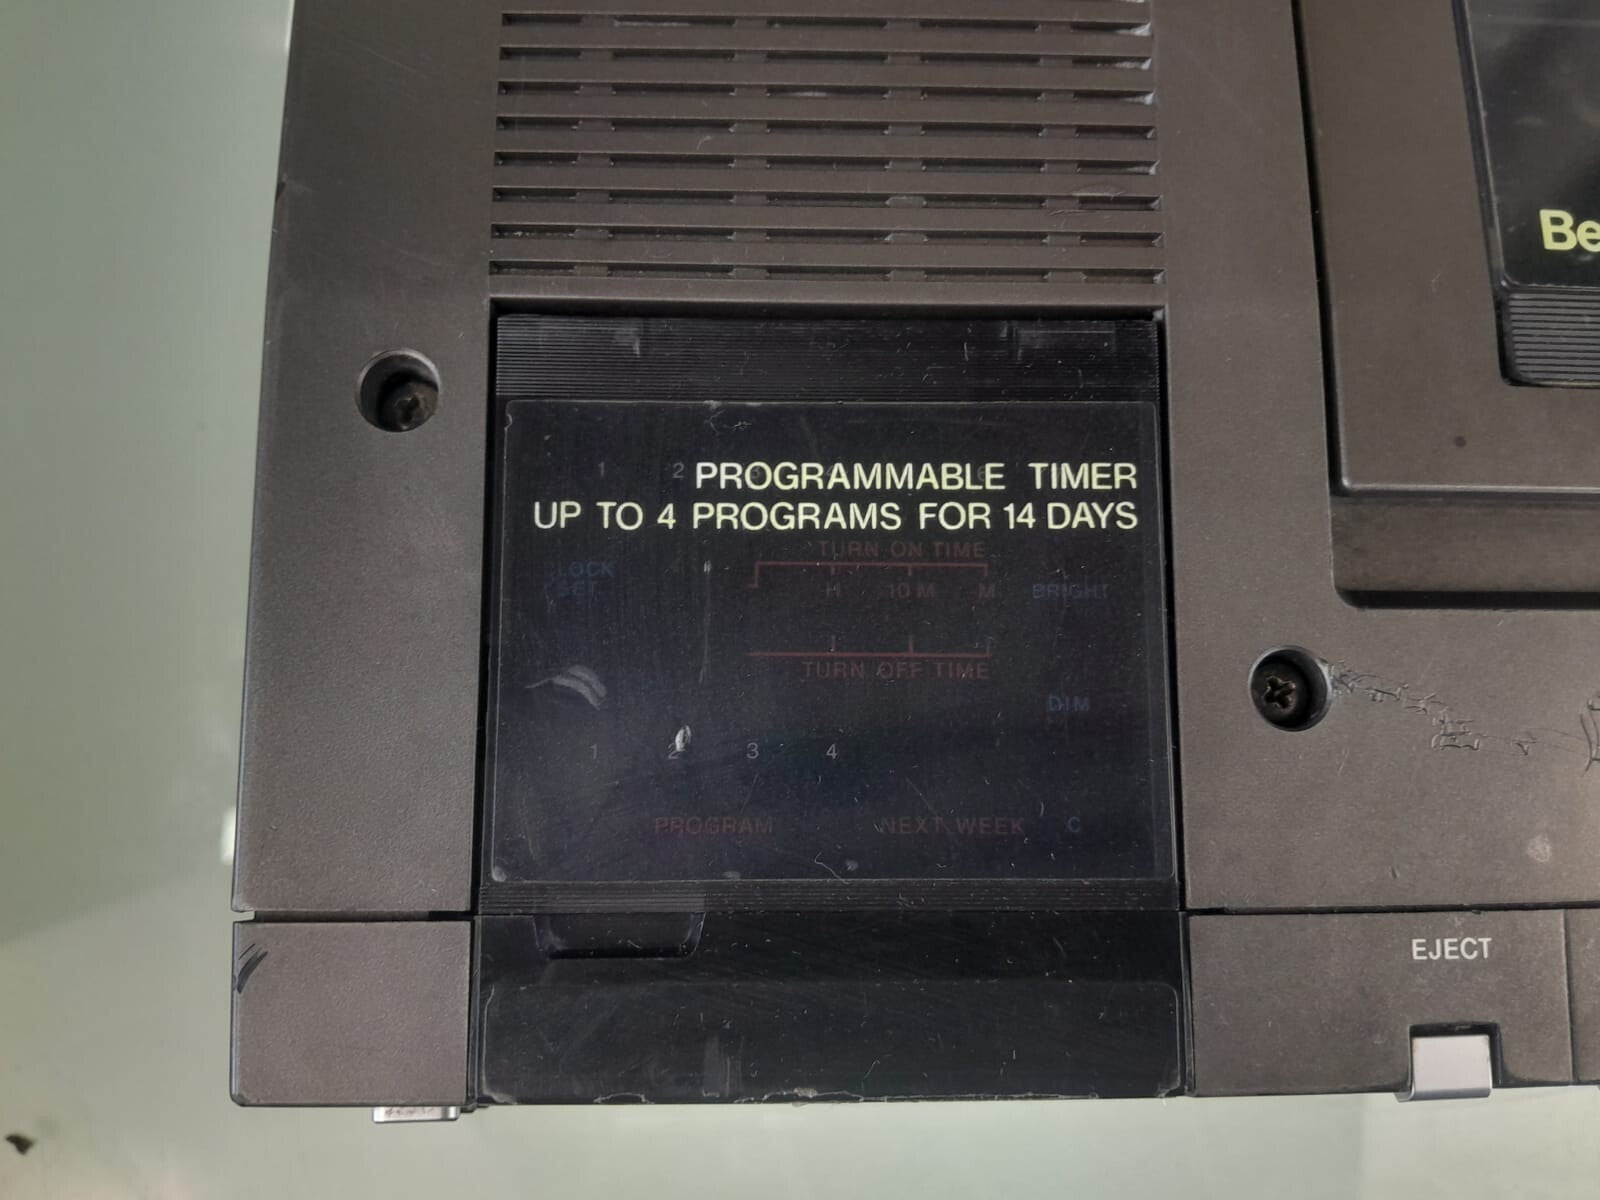 Be
1 2
PROGRAMMABLE TIMER
UP TO 4 PROGRAMS FOR 14 DAYS
TURN ON TIME
H 10 M M BRIGHT
TURN OFF TIME
DIM
1 2 3 4
PROGRAM NEXT WEEK C
EJECT